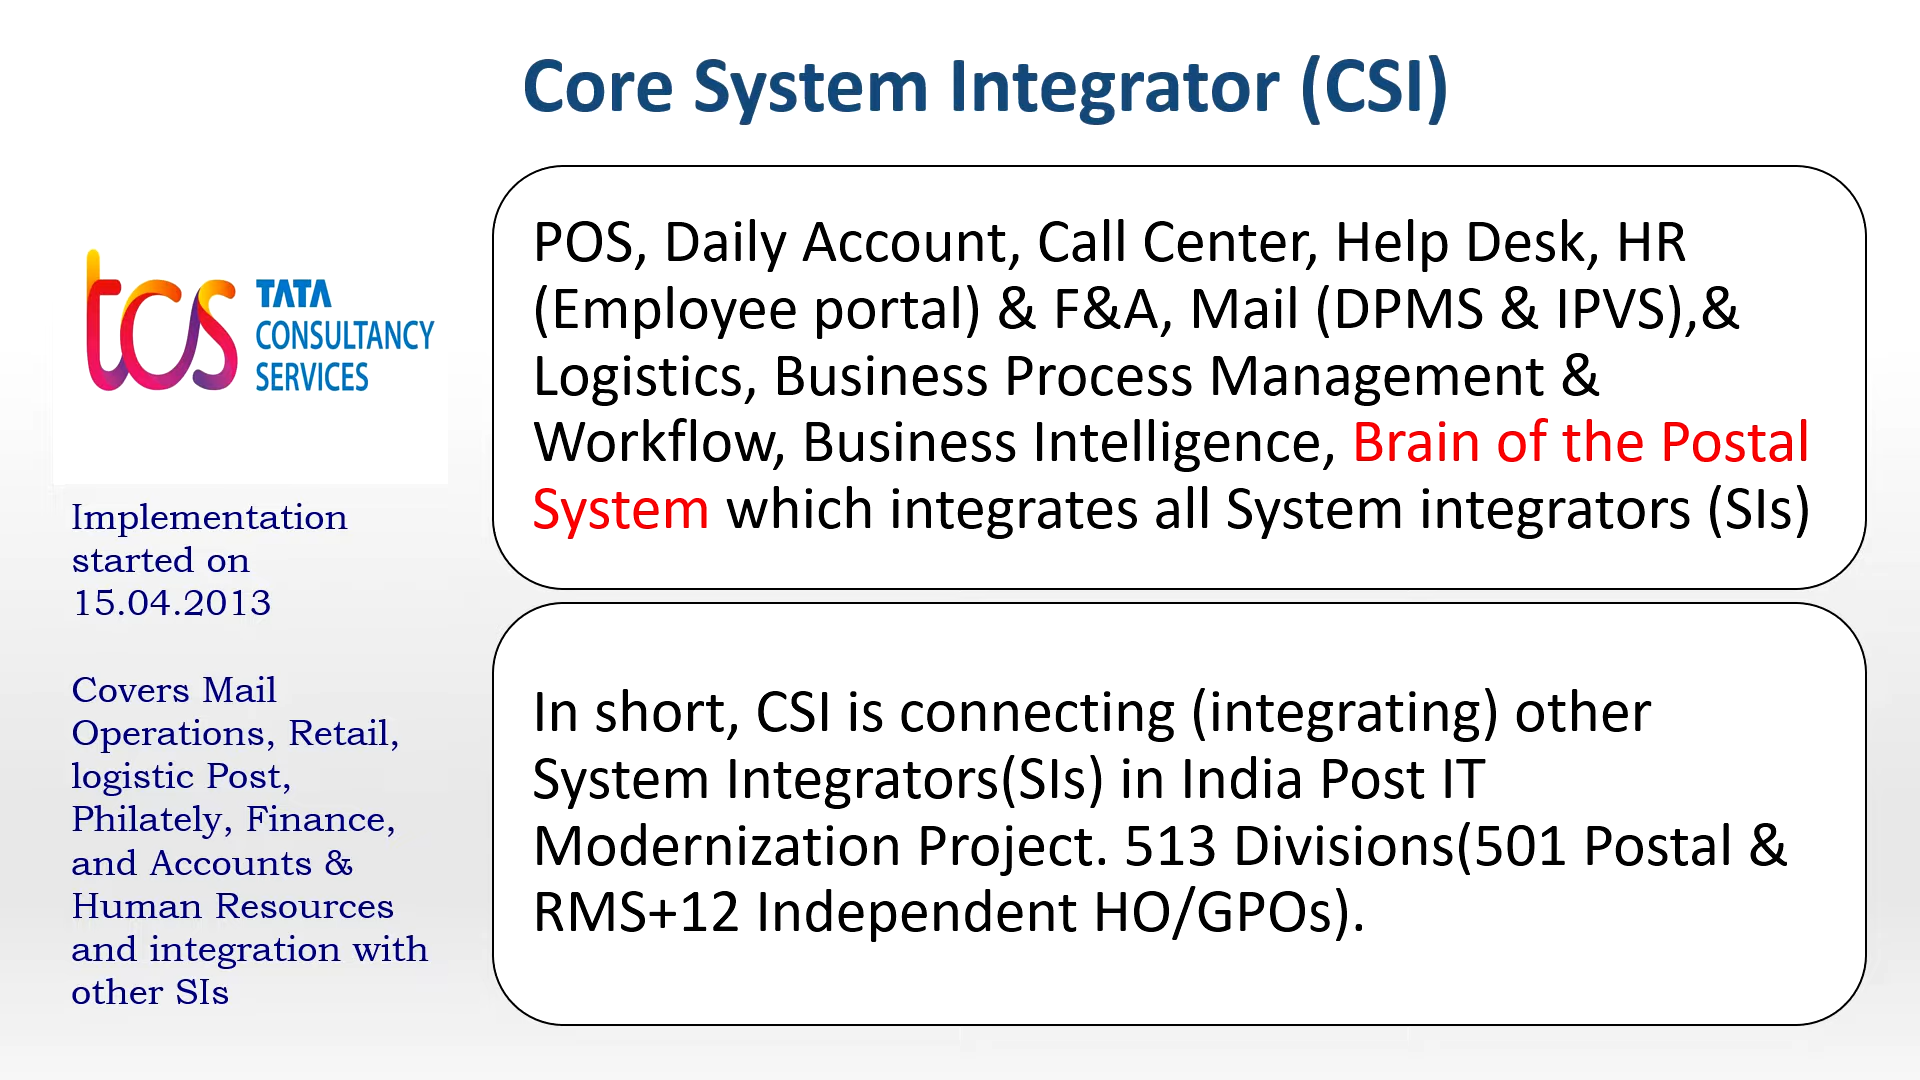 Core System Integrator (CSI)
tcs TATA
CONSULTANCY
SERVICES
Implementation
started on
15.04.2013
Covers Mail
Operations, Retail,
logistic Post,
Philately, Finance,
and Accounts &
Human Resources
and integration with
other SIs
POS, Daily Account, Call Center, Help Desk, HR
(Employee portal) & F&A, Mail (DPMS & IPVS),&
Logistics, Business Process Management &
Workflow, Business Intelligence, Brain of the Postal
System which integrates all System integrators (SIs)
In short, CSI is connecting (integrating) other
System Integrators(SIs) in India Post IT
Modernization Project. 513 Divisions(501 Postal &
RMS+12 Independent HO/GPOs).